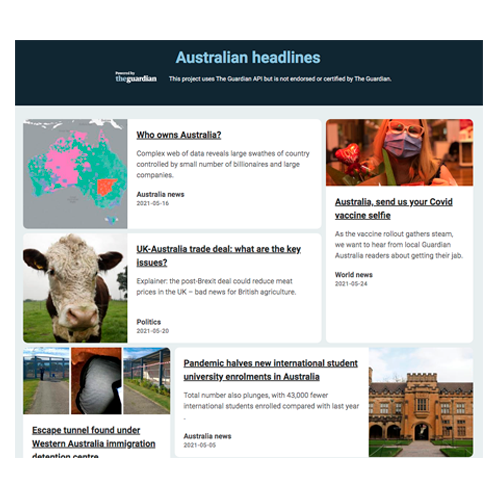 Australian headlines
Powered by
theguardian
This project uses The Guardian API but is not endorsed or certified by The Guardian.
Who owns Australia?
Complex web of data reveals large swathes of country
controlled by small number of billionaires and large
companies.
Australian news
2021-05-16
Australia, send us your Covid
vaccine selfie
As the vaccine rollout gathers steam,
we want to hear from local Guardian
Australia readers about getting their jab.
World news
2021-05-24
UK-Australia trade deal: what are the key
issues?
Explainer: the post-Brexit deal could reduce meat
prices in the UK – bad news for British agriculture.
Politics
2021-05-20
Escape tunnel found under
Western Australia immigration
detention centre
Pandemic halves new international student
university enrolments in Australia
Total number also plunges, with 43,000 fewer
international students enrolled compared with last year
.
Australia news
2021-05-05